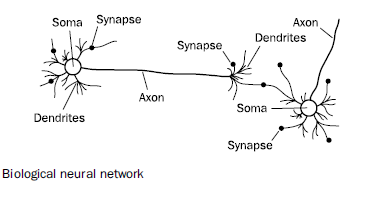 Soma
Synapse
Axon
Synapse
Dendrites
Axon
Soma
Dendrites
Synapse
Biological neural network